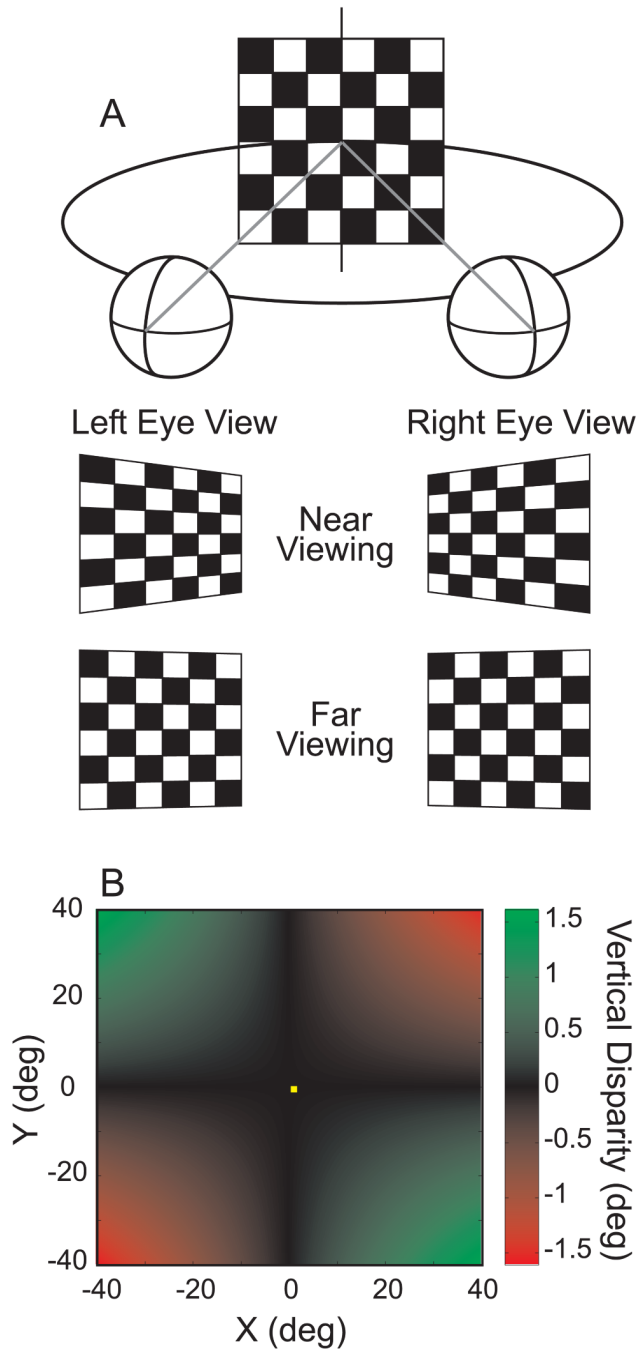 A
Left Eye View
Right Eye View
Near
Viewing
Far
Viewing
B
40
20
0
-20
-40
Y (deg)
-40
-20
0
20
40
X (deg)
1.5
1
0.5
0
-0.5
-1
-1.5
Vertical Disparity (deg)